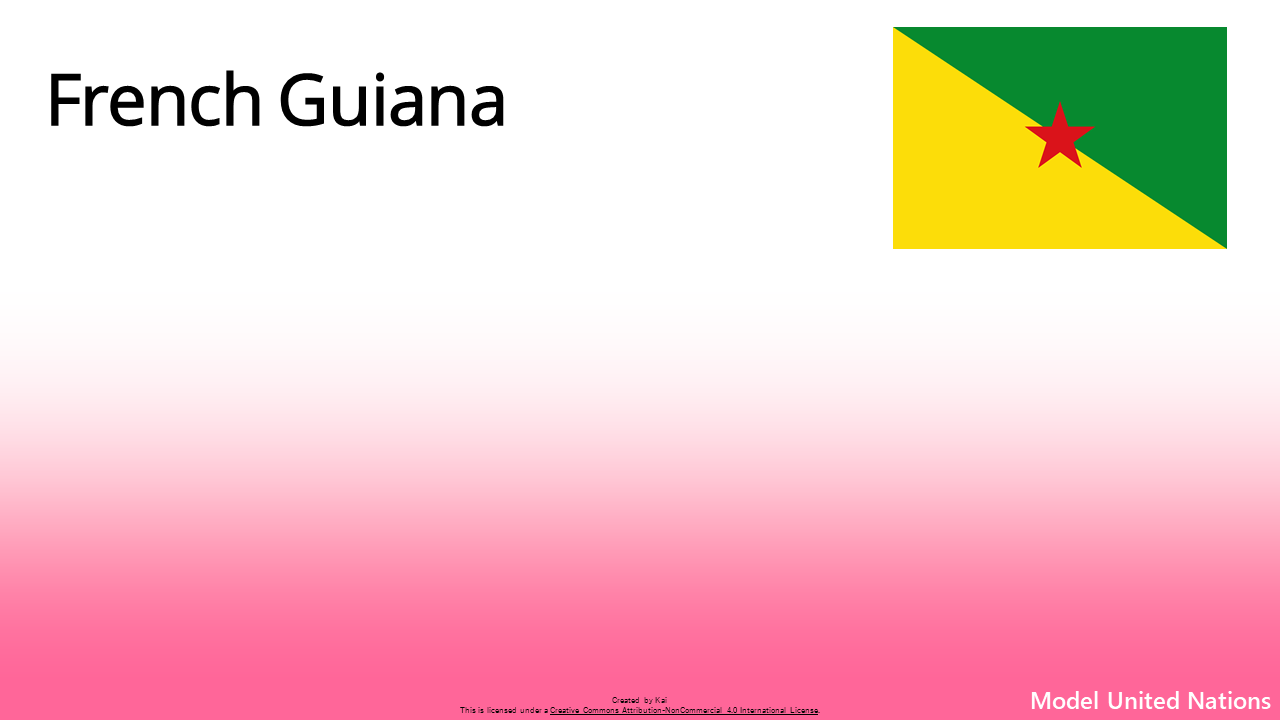 French Guiana
Created by Kai
This is licensed under a Creative Commons Attribution-NonCommercial 4.0 International License.
Model United Nations